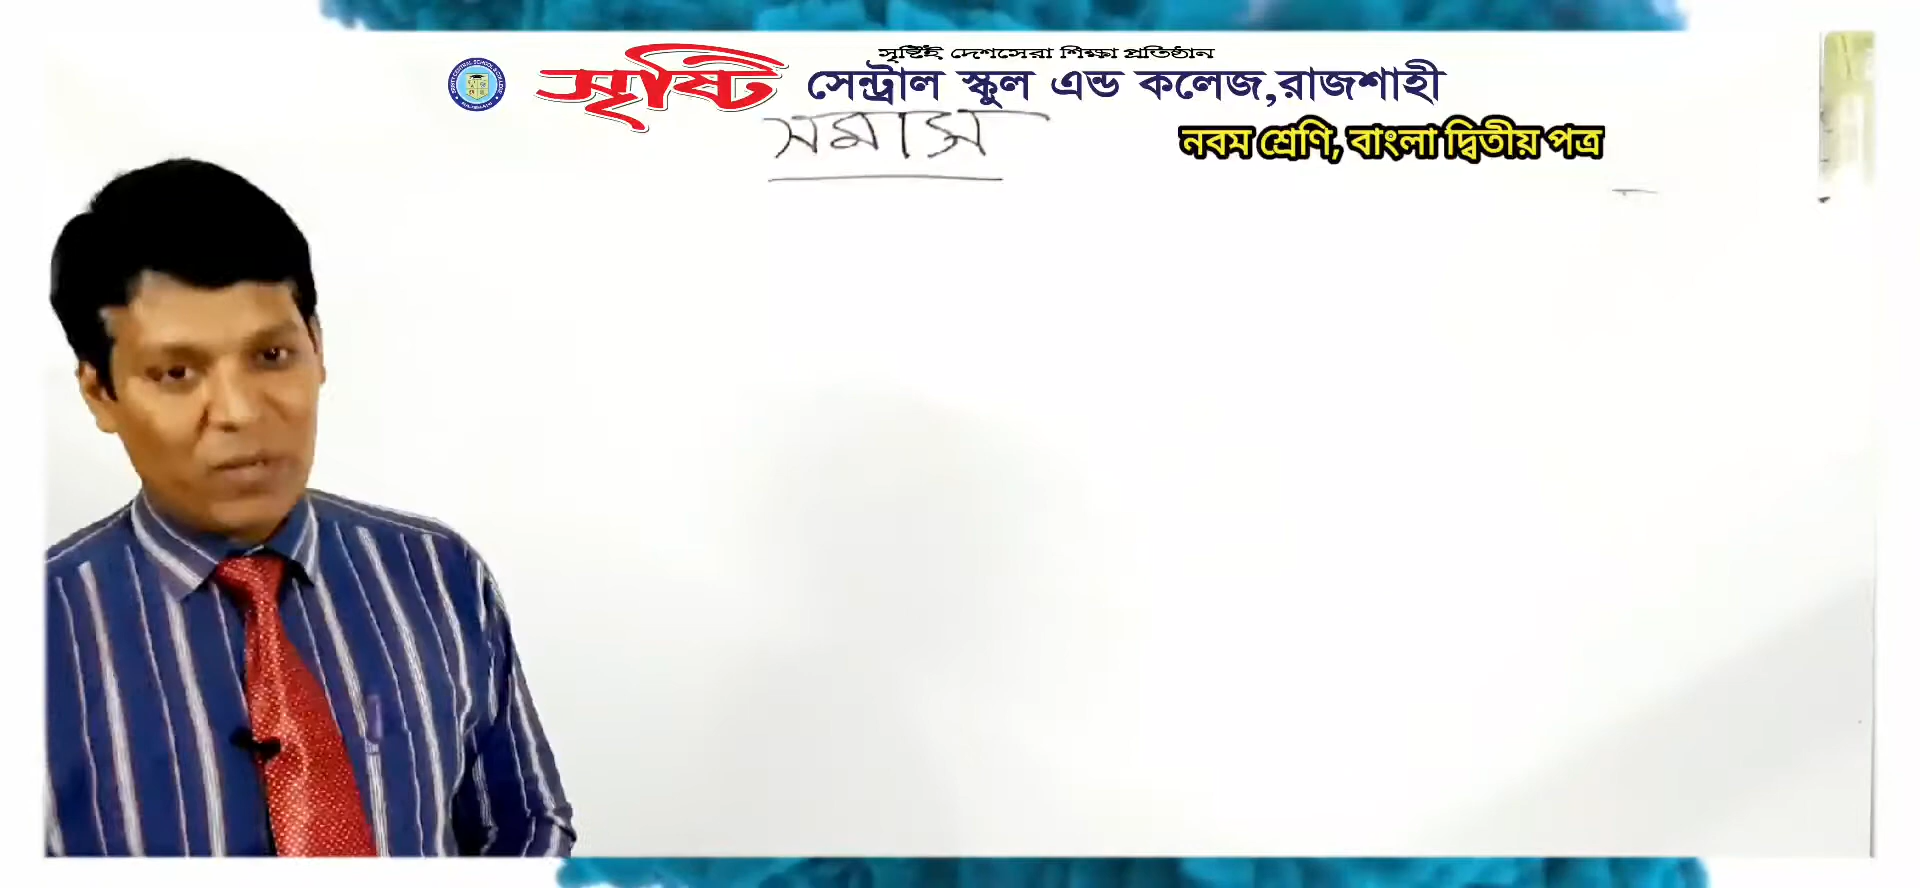 সৃষ্টিই দেশসেরা শিক্ষা প্রতিষ্ঠান
সৃষ্টি সেন্ট্রাল স্কুল এন্ড কলেজ,রাজশাহী
সমাস
নবম শ্রেণি, বাংলা দ্বিতীয় পত্র